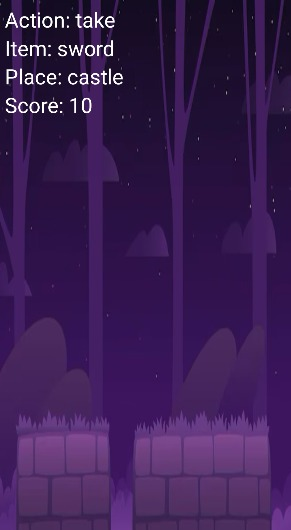 Action: take
Item: sword
Place: castle
Score: 10